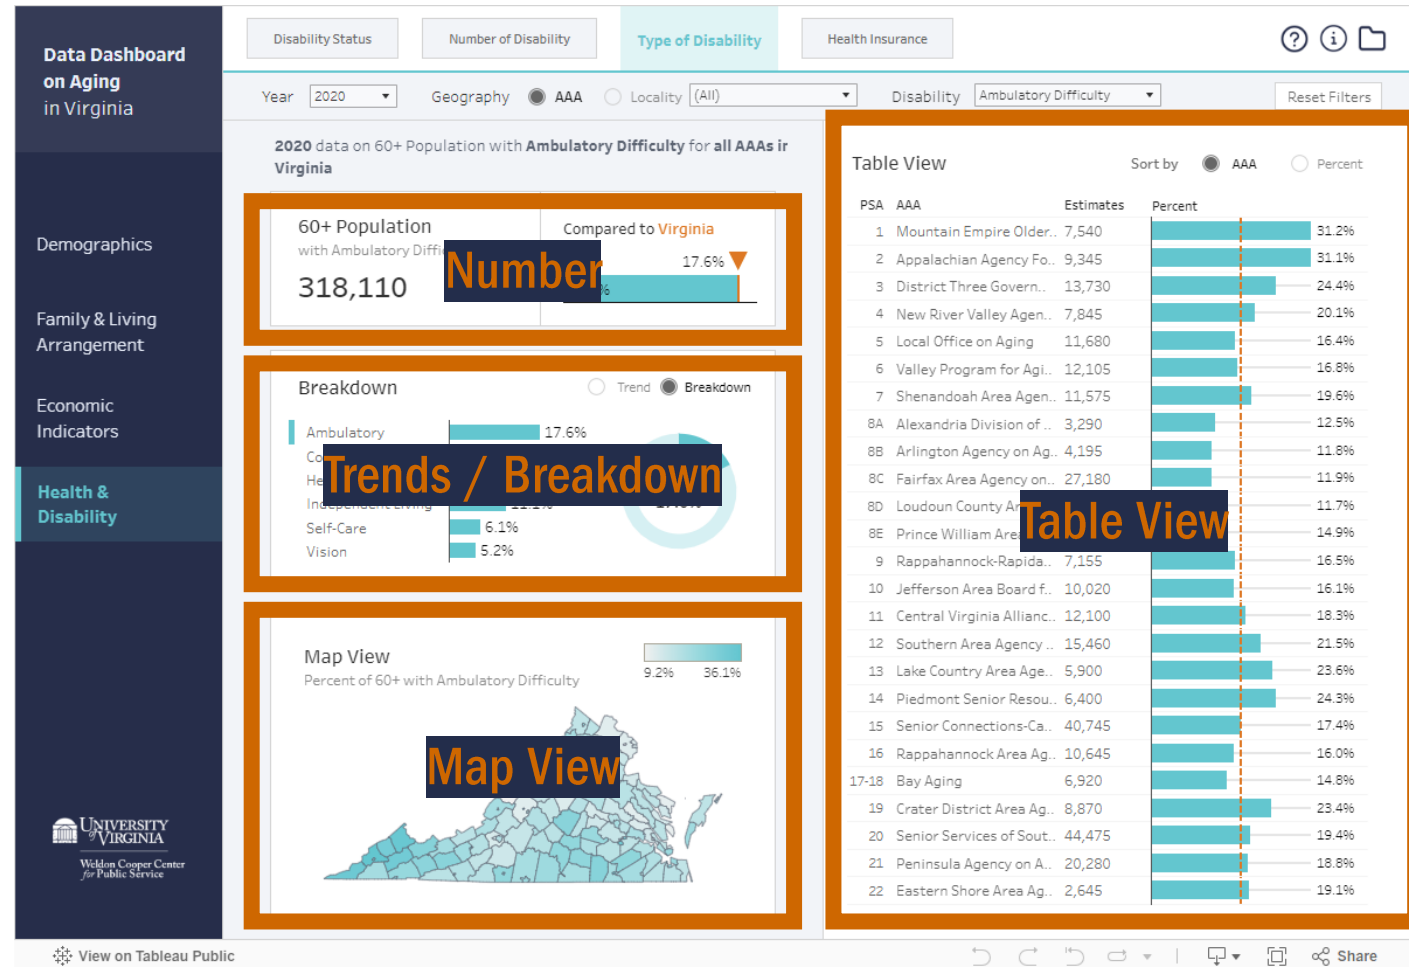 Data Dashboard
on Aging
in Virginia
Demographics
Family & Living
Arrangement
Economic
Indicators
Health &
Disability
UNIVERSITY
of VIRGINIA
Weldon Cooper Center
for Public Service
Disability Status
Number of Disability
Type of Disability
Health Insurance
Year 2020 Geography AAA Locality (All) Disability Ambulatory Difficulty Reset Filters
2020 data on 60+ Population with Ambulatory Difficulty for all AAAs in
Virginia
60+ Population
with Ambulatory Diffi
318,110
Compared to Virginia
17.6%
%
Number
Breakdown
Trend Breakdown
Ambulatory 17.6%
Co
He
Independent Living 11.1%
Self-Care 6.1%
Vision 5.2%
Trends / Breakdown
Map View
Percent of 60+ with Ambulatory Difficulty
9.2% 36.1%
Map View
Table View
Sort by AAA Percent
PSA AAA Estimates Percent
1 Mountain Empire Older.. 7,540 31.2%
2 Appalachian Agency Fo.. 9,345 31.1%
3 District Three Govern.. 13,730 24.4%
4 New River Valley Agen.. 7,845 20.1%
5 Local Office on Aging 11,680 16.4%
6 Valley Program for Agi.. 12,105 16.8%
7 Shenandoah Area Agen.. 11,575 19.6%
8A Alexandria Division of .. 3,290 12.5%
8B Arlington Agency on Ag.. 4,195 11.8%
8C Fairfax Area Agency on.. 27,180 11.9%
8D Loudoun County Ar 11.7%
8E Prince William Area 14.9%
9 Rappahannock-Rapida.. 7,155 16.5%
10 Jefferson Area Board f.. 10,020 16.1%
11 Central Virginia Allianc.. 12,100 18.3%
12 Southern Area Agency .. 15,460 21.5%
13 Lake Country Area Age.. 5,900 23.6%
14 Piedmont Senior Resou.. 6,400 24.3%
15 Senior Connections-Ca.. 40,745 17.4%
16 Rappahannock Area Ag.. 10,645 16.0%
17-18 Bay Aging 6,920 14.8%
19 Crater District Area Ag.. 8,870 23.4%
20 Senior Services of Sout.. 44,475 19.4%
21 Peninsula Agency on A.. 20,280 18.8%
22 Eastern Shore Area Ag.. 2,645 19.1%
Table View
View on Tableau Public
Share